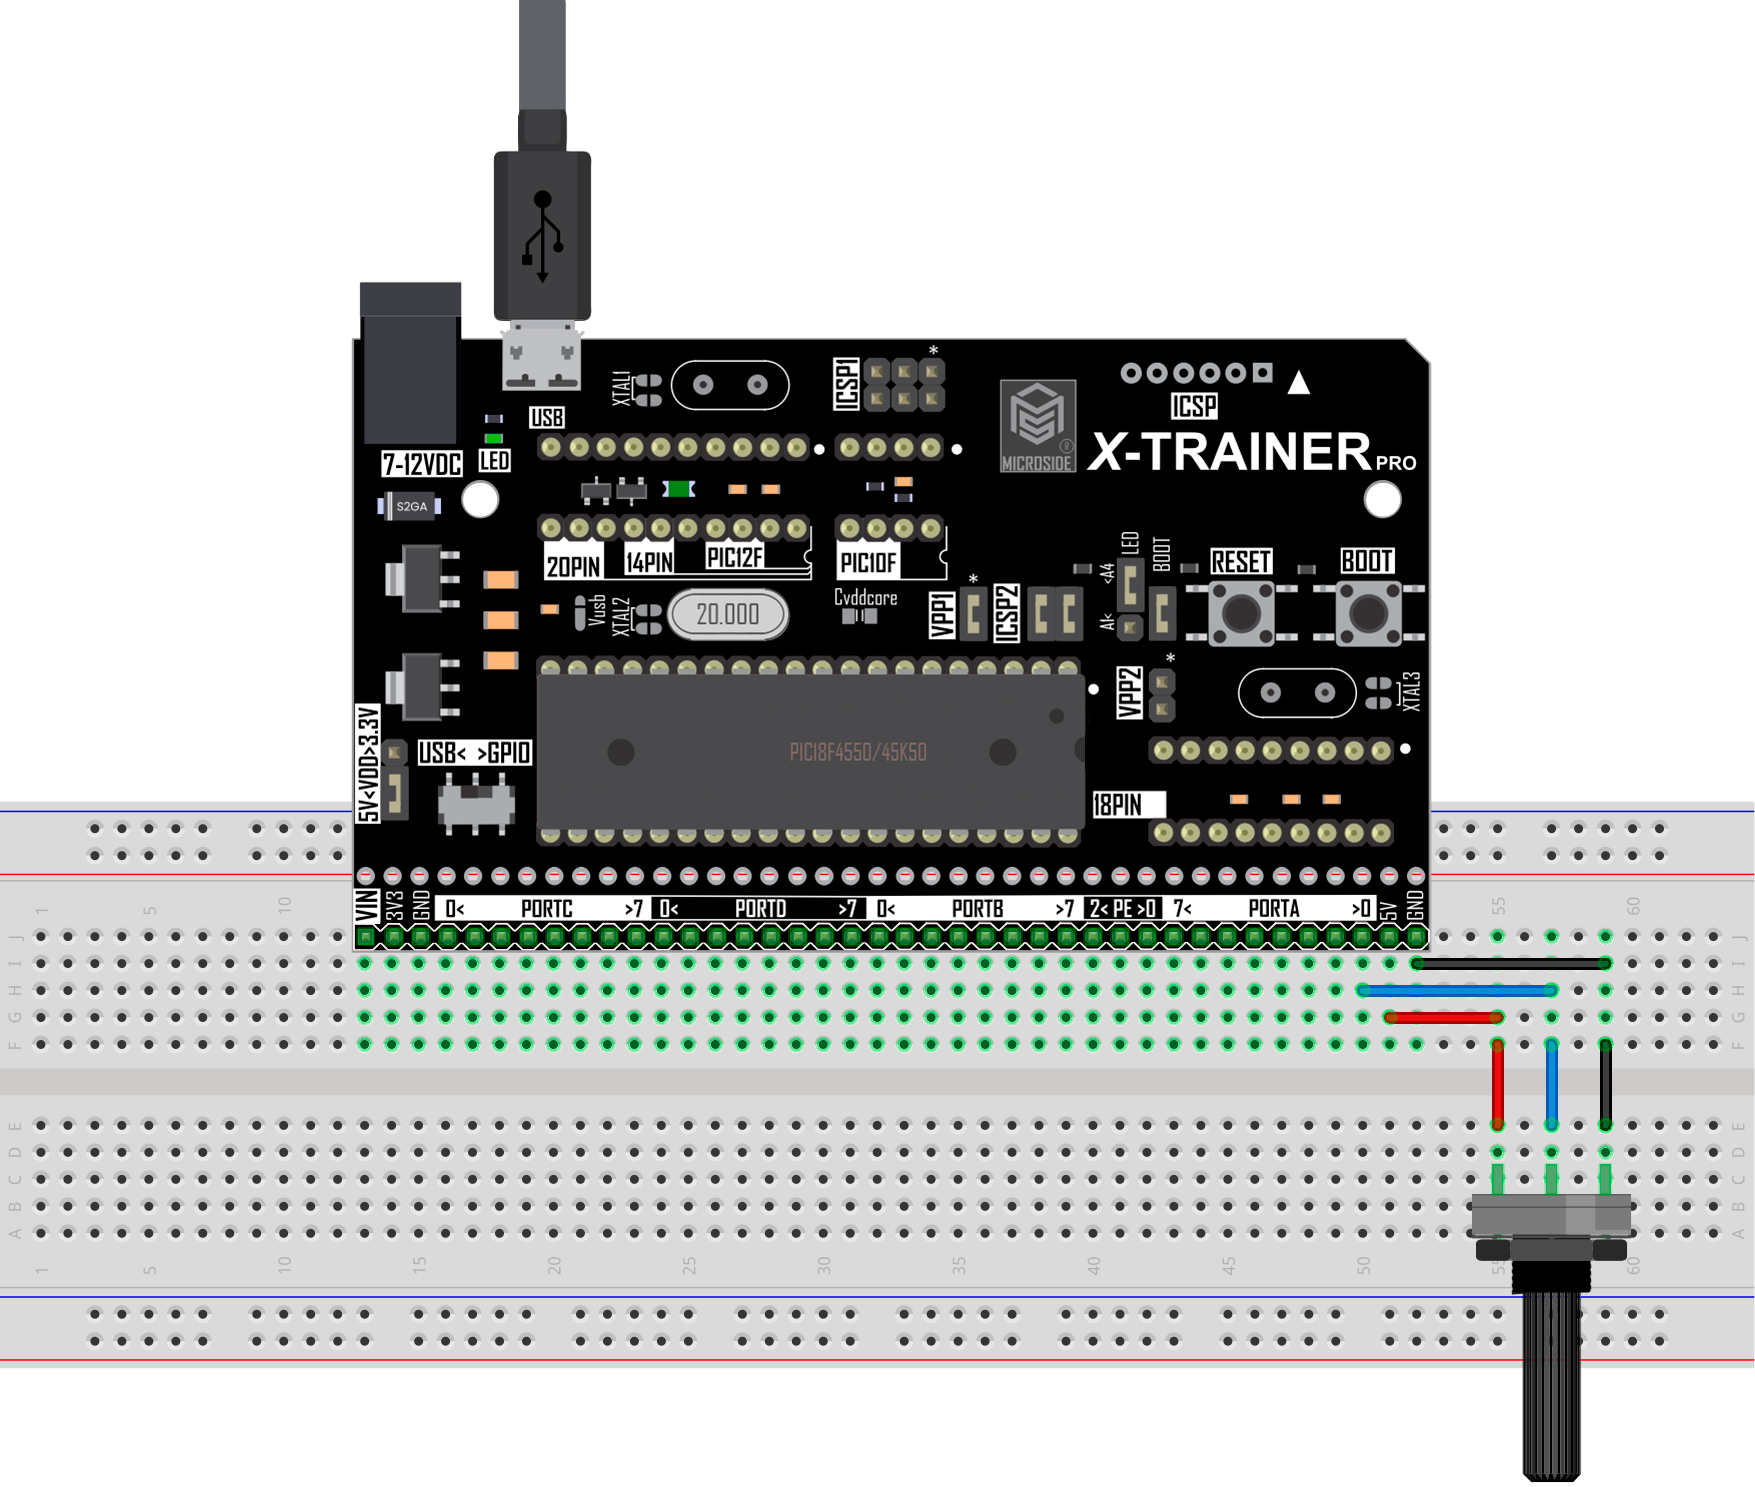 XTAL1
ICSP1
*
ICSP
USB
X-TRAINER PRO
MICROSIDE ®
7-12VDC
LED
S2GA
20PIN
14PIN
PIC12F
PIC10F
LED
<A4
BOOT
RESET
BOOT
Vusb
XTAL2
20.000
Cvddcore
*
VPP1
ICSP2
A1<
*
VPP2
XTAL3
5V<VDD>3.3V
USB< >GPIO
PIC18F4550/45K50
18PIN
VIN
3V3
GND
0< PORTC >7
0< PORTD >7
0< PORTB >7
2< PE >0
7< PORTA >0
5V
GND
1 5 10 55 60
J J
I I
H H
G G
F F
E E
D D
C C
B B
A A
1 5 10 15 20 25 30 35 40 45 50 55 60